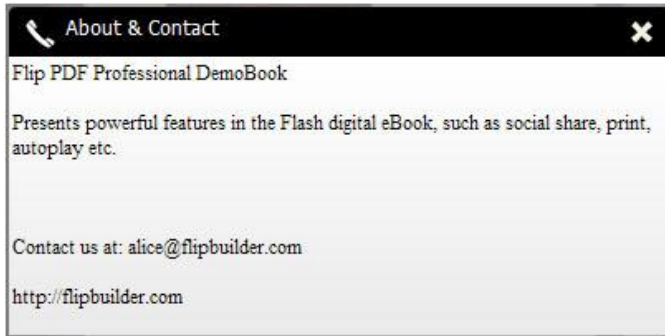 About & Contact
Flip PDF Professional DemoBook
Presents powerful features in the Flash digital eBook, such as social share, print,
autoplay etc.
Contact us at: alice@flipbuilder.com
http://flipbuilder.com